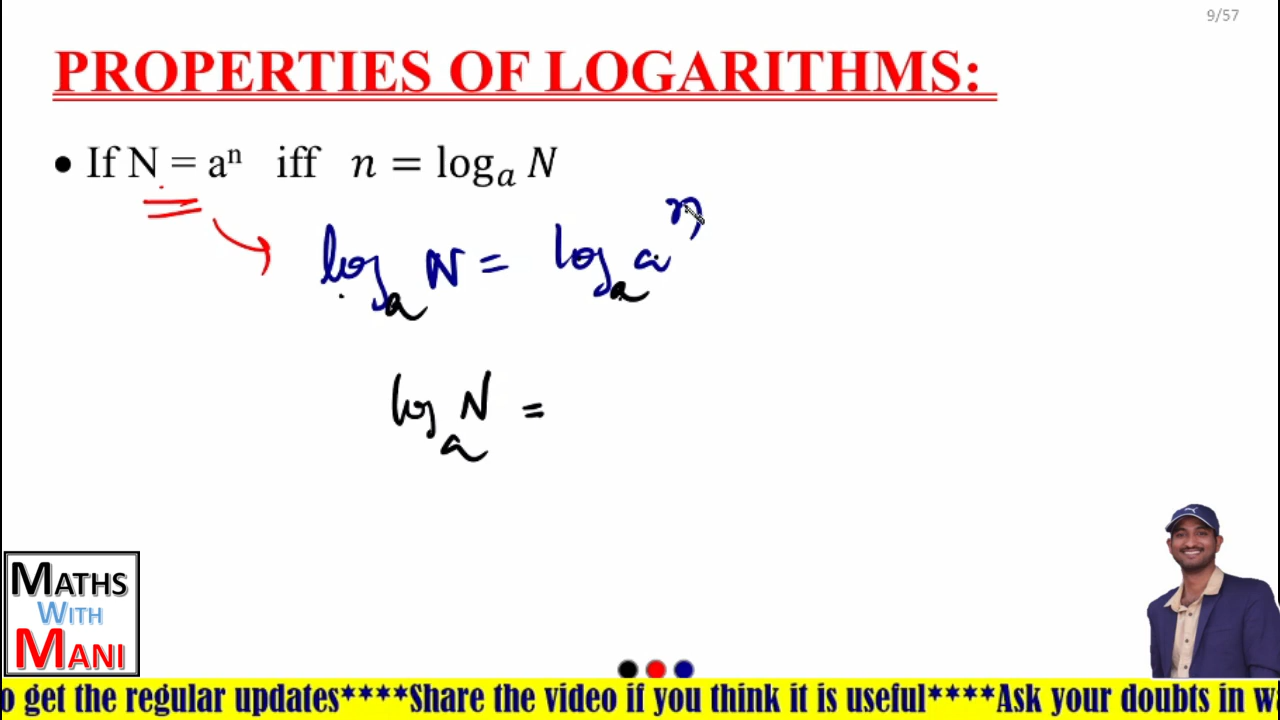 9/57
PROPERTIES OF LOGARITHMS:
• If N = aⁿ iff n = logₐ N
logₐ N = logₐ aⁿ
logₐ N =
MATHS
WITH
MANI
o get the regular updates****Share the video if you think it is useful****Ask your doubts in w